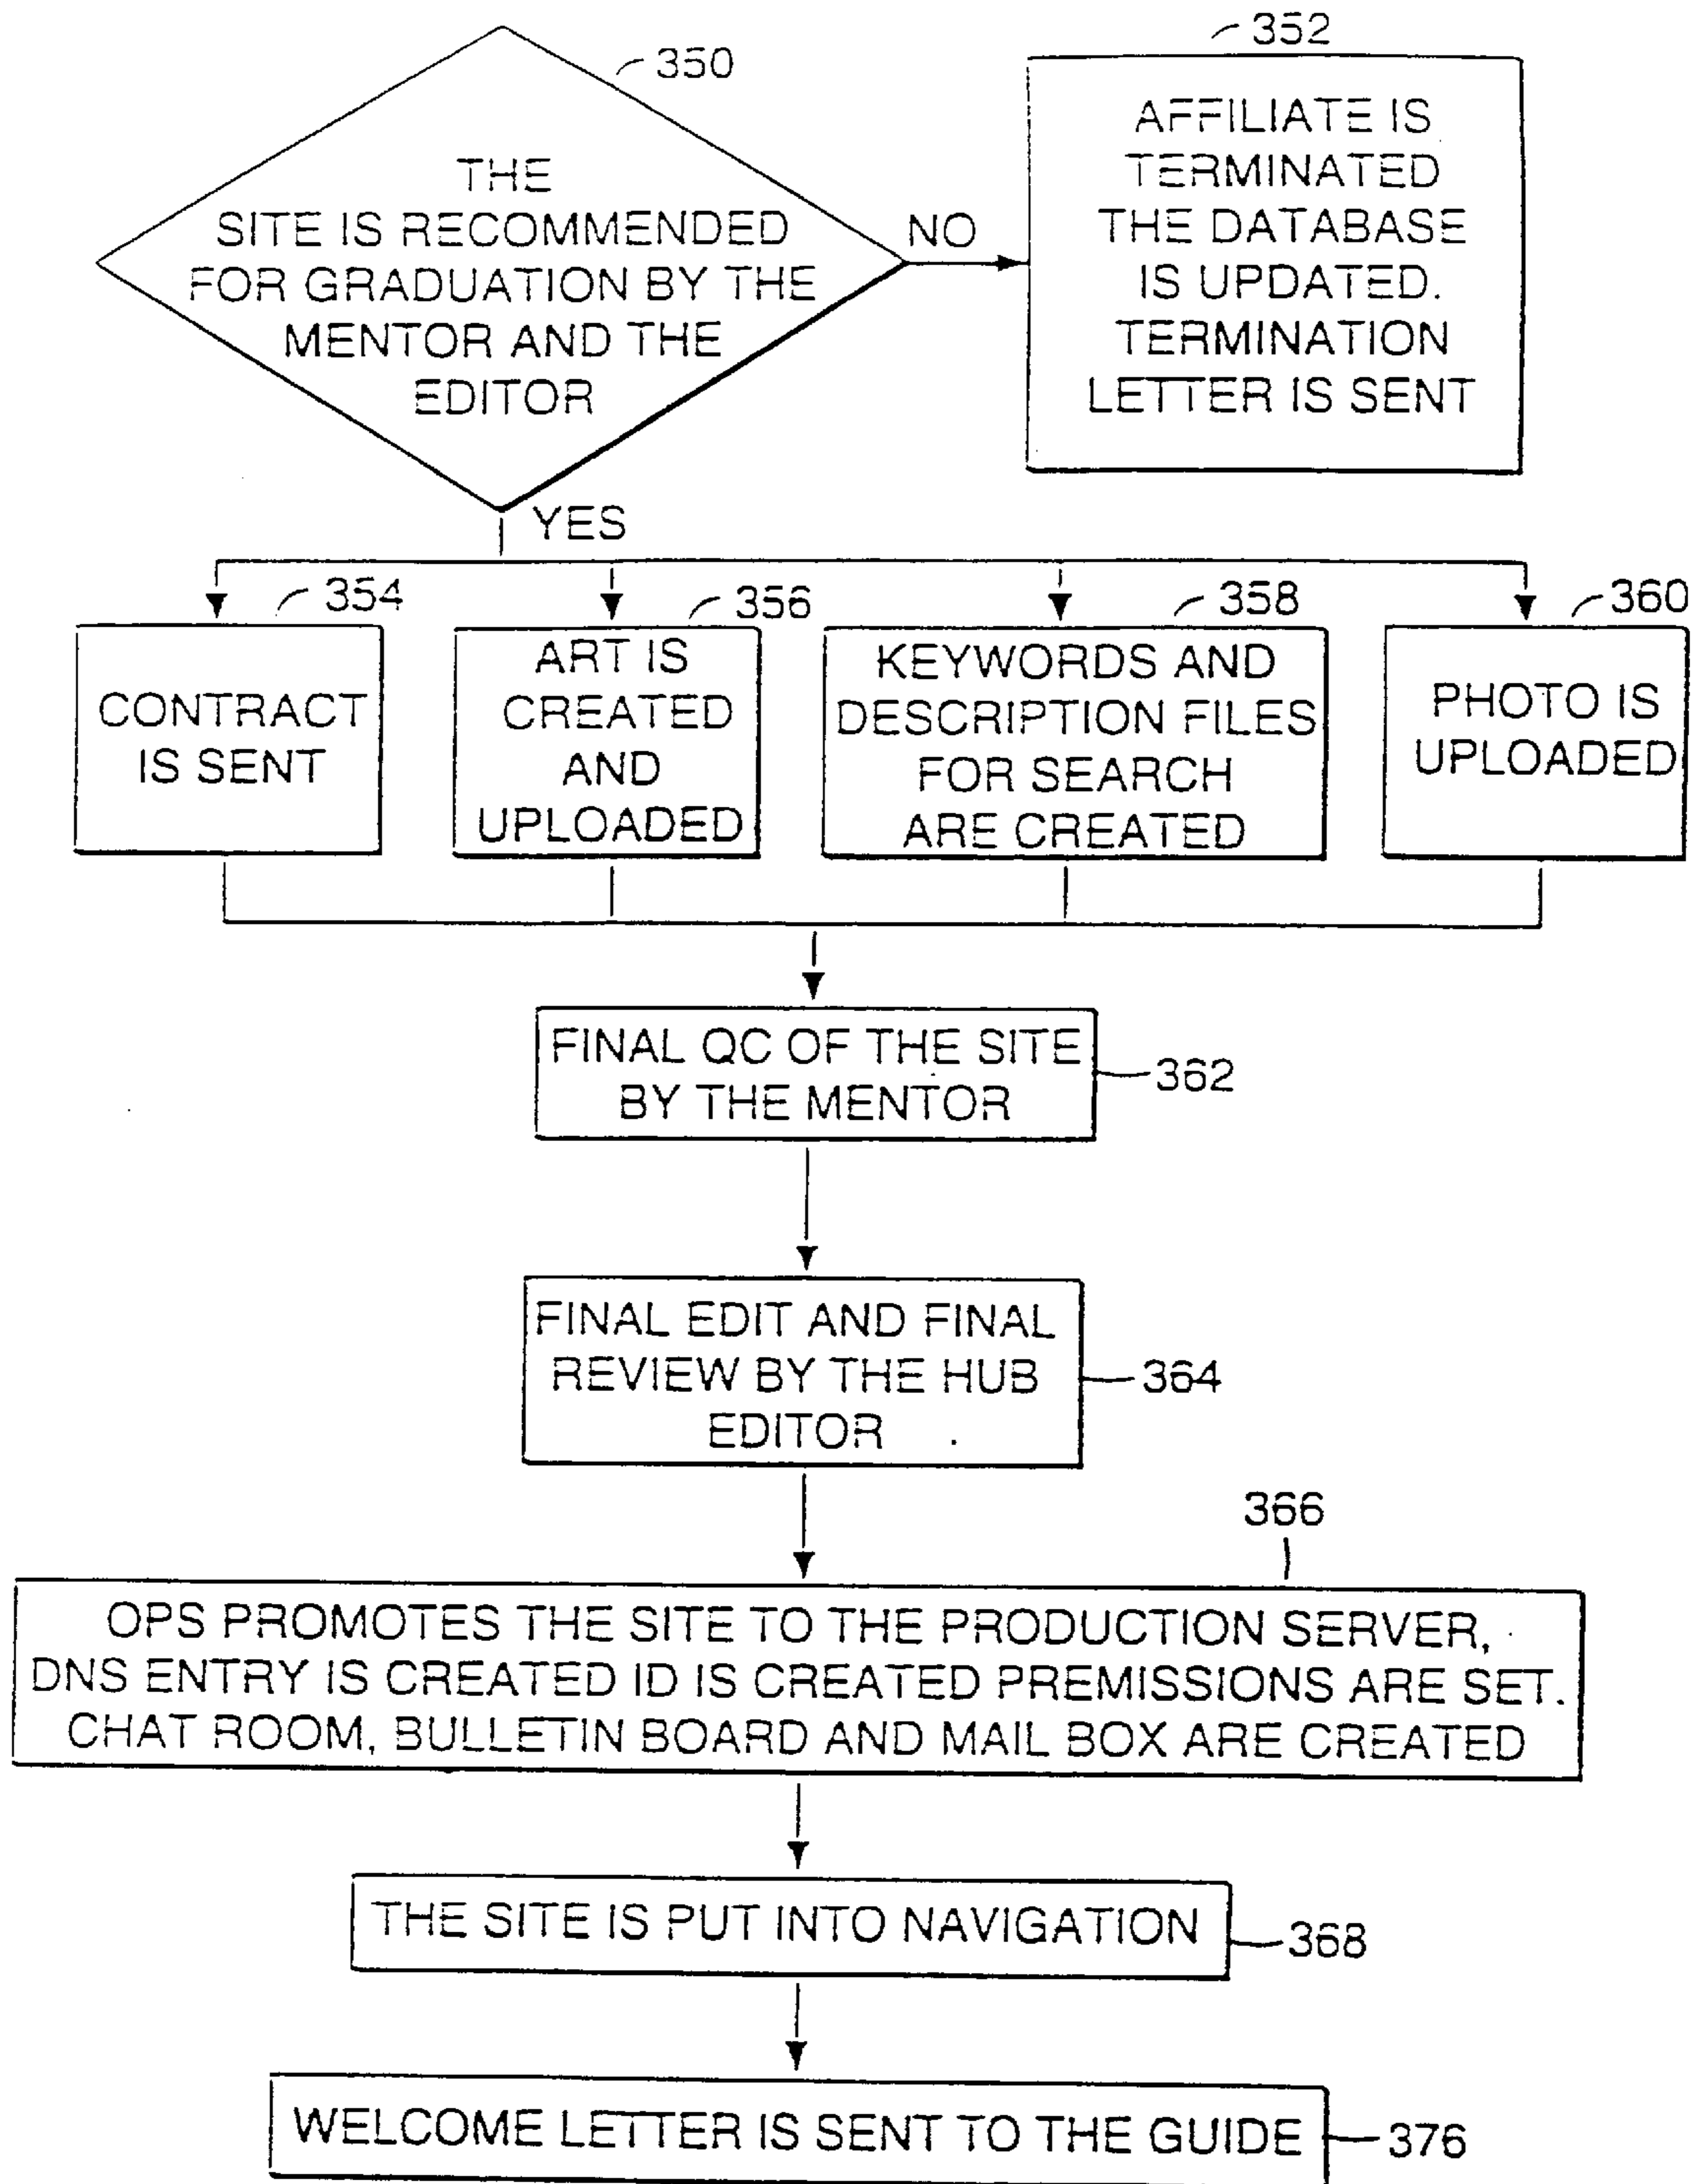 350
THE
SITE IS RECOMMENDED
FOR GRADUATION BY THE
MENTOR AND THE
EDITOR
NO
352
AFFILIATE IS
TERMINATED
THE DATABASE
IS UPDATED.
TERMINATION
LETTER IS SENT
YES
354
CONTRACT
IS SENT
356
ART IS
CREATED
AND
UPLOADED
358
KEYWORDS AND
DESCRIPTION FILES
FOR SEARCH
ARE CREATED
360
PHOTO IS
UPLOADED
FINAL QC OF THE SITE
BY THE MENTOR
362
FINAL EDIT AND FINAL
REVIEW BY THE HUB
EDITOR
364
366
OPS PROMOTES THE SITE TO THE PRODUCTION SERVER,
DNS ENTRY IS CREATED ID IS CREATED PREMISSIONS ARE SET.
CHAT ROOM, BULLETIN BOARD AND MAIL BOX ARE CREATED
THE SITE IS PUT INTO NAVIGATION
368
WELCOME LETTER IS SENT TO THE GUIDE
376